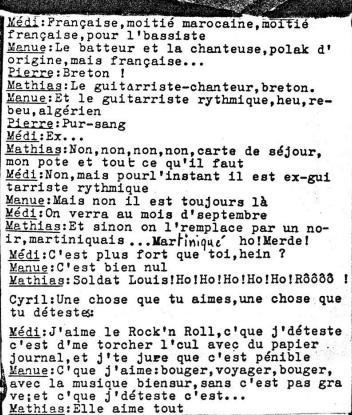 Médi:Française,moitié marocaine,moitié
française,pour l'bassiste
Manue:Le batteur et la chanteuse,polak d'
origine,mais française...
Pierre:Breton !
Mathias:Le guitarriste-chanteur,breton.
Manue:Et le guitarriste rythmique,heu,re-
beu,algérien
Pierre:Pur-sang
Médi:Ex...
Mathias:Non,non,non,non,carte de séjour,
mon pote et tout ce qu'il faut
Médi:Non,mais pourl'instant il est ex-gui
tarriste rythmique
Manue:Mais non il est toujours là
Médi:On verra au mois d'septembre
Mathias:Et sinon on l'remplace par un no-
ir,martiniquais...Martiniqué ho!Merde!
Médi:C'est plus fort que toi,hein ?
Manue:C'est bien nul
Mathias:Soldat Louis!Ho!Ho!Ho!Ho!Ho!Rôôôô !
Cyril:Une chose que tu aimes,une chose que
tu détestes:
Médi:J'aime le Rock'n Roll,c'que j'déteste
c'est d'me torcher l'cul avec du papier
journal,et j'te jure que c'est pénible
Manue:C'que j'aime:bouger,voyager,bouger,
avec la musique biensur,sans c'est pas gra
ve;et c'que j'déteste c'est...
Mathias:Elle aime tout